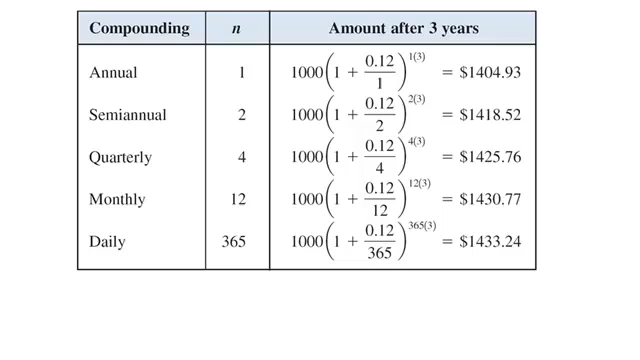 Compounding n Amount after 3 years
Annual 1 1000(1 + 0.12/1)^1(3) = $1404.93
Semiannual 2 1000(1 + 0.12/2)^2(3) = $1418.52
Quarterly 4 1000(1 + 0.12/4)^4(3) = $1425.76
Monthly 12 1000(1 + 0.12/12)^12(3) = $1430.77
Daily 365 1000(1 + 0.12/365)^365(3) = $1433.24